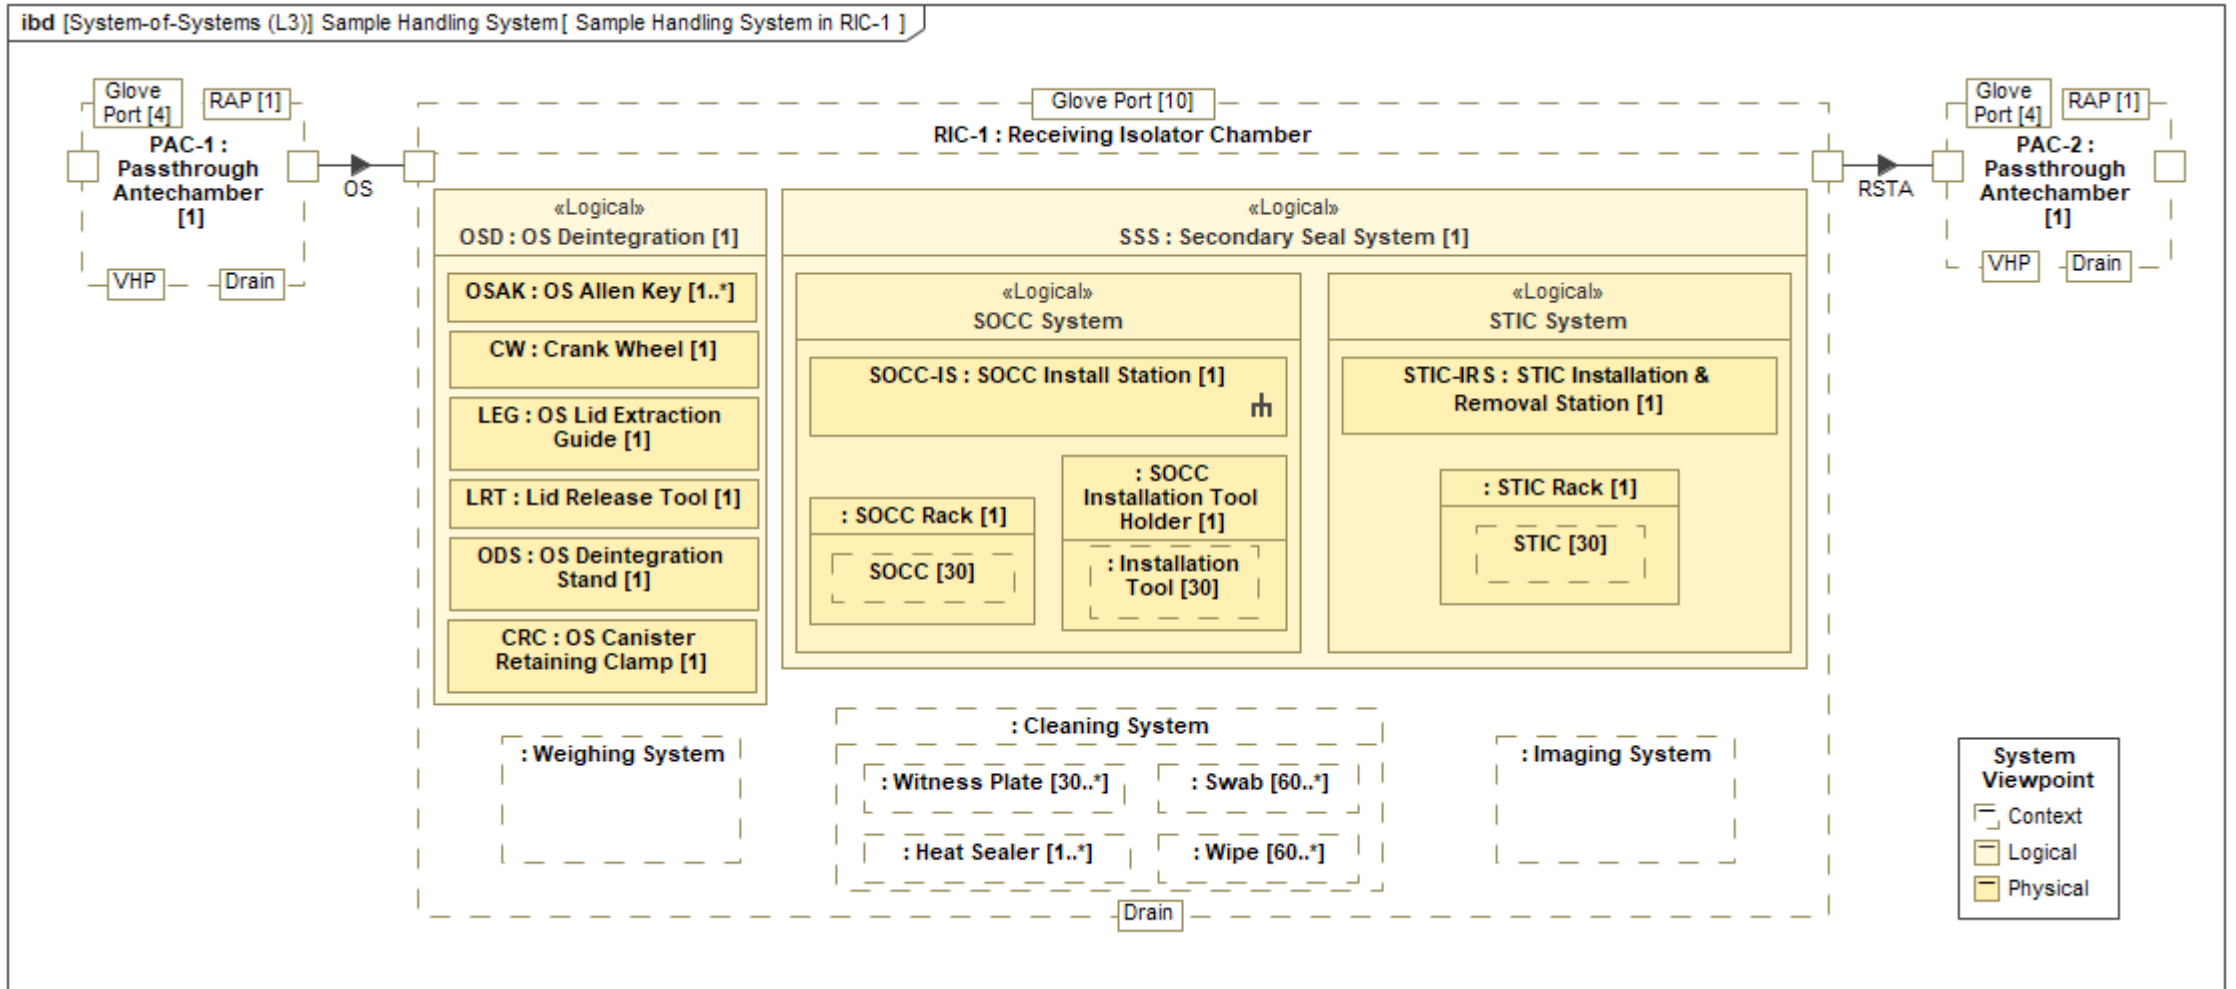 ibd [System-of-Systems (L3)] Sample Handling System[ Sample Handling System in RIC-1 ]
Glove
Port [4]
RAP [1]
PAC-1 :
Passthrough
Antechamber
[1]
VHP
Drain
OS
Glove Port [10]
RIC-1 : Receiving Isolator Chamber
«Logical»
OSD : OS Deintegration [1]
OSAK : OS Allen Key [1..*]
CW : Crank Wheel [1]
LEG : OS Lid Extraction
Guide [1]
LRT : Lid Release Tool [1]
ODS : OS Deintegration
Stand [1]
CRC : OS Canister
Retaining Clamp [1]
«Logical»
SSS : Secondary Seal System [1]
«Logical»
SOCC System
SOCC-IS : SOCC Install Station [1]
: SOCC Rack [1]
SOCC [30]
: SOCC
Installation Tool
Holder [1]
: Installation
Tool [30]
«Logical»
STIC System
STIC-IRS : STIC Installation &
Removal Station [1]
: STIC Rack [1]
STIC [30]
: Weighing System
: Cleaning System
: Witness Plate [30..*]
: Swab [60..*]
: Heat Sealer [1..*]
: Wipe [60..*]
: Imaging System
Drain
RSTA
Glove
Port [4]
RAP [1]
PAC-2 :
Passthrough
Antechamber
[1]
VHP
Drain
System
Viewpoint
Context
Logical
Physical